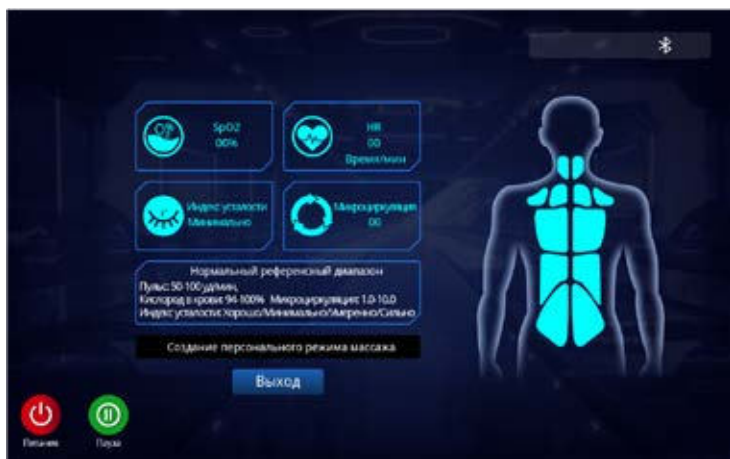 SpO2
00%
HR
00
Время/мин
Индекс усталости
Минимально
Микроциркуляция
00
Нормальный референсный диапазон
Пульс: 50-100 уд/мин,
Кислород в крови: 94-100% Микроциркуляция: 1.0-10.0
Индекс усталости: Хорошо/Минимально/Умеренно/Сильно
Создание персонального режима массажа
Выход
Питание
Пауза